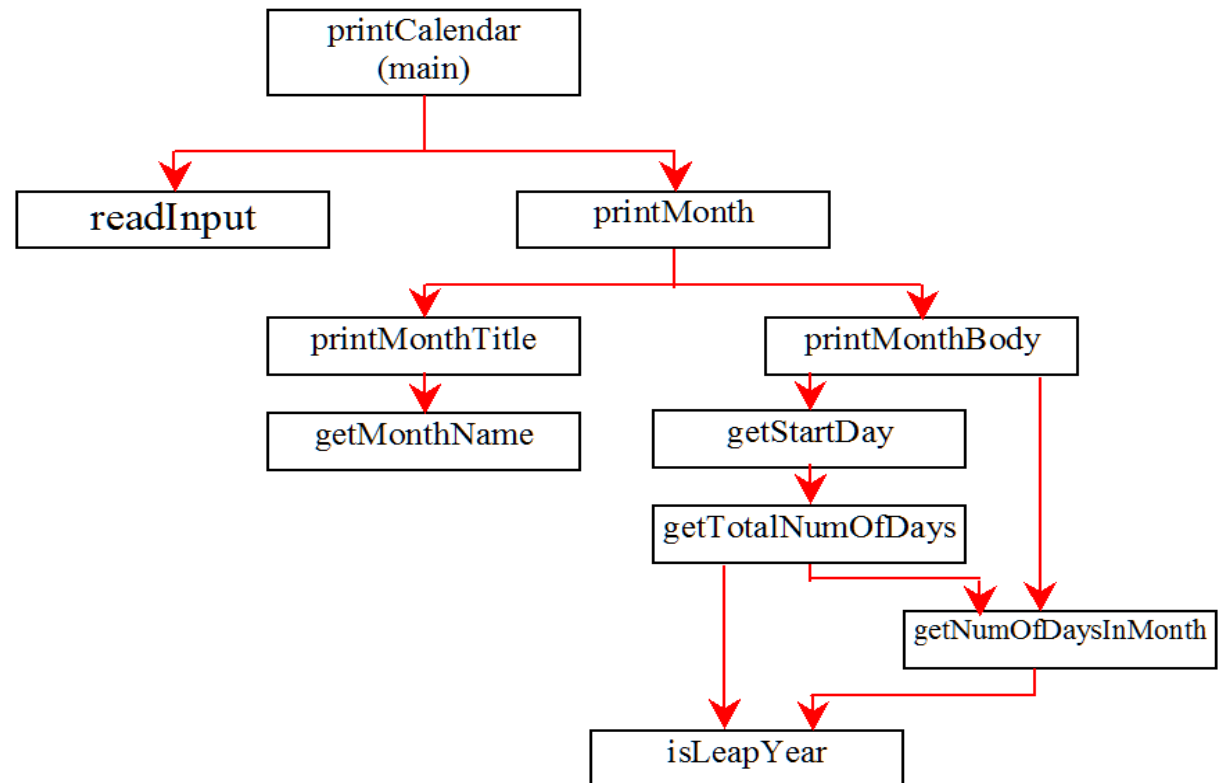 printCalendar
(main)
readInput
printMonth
printMonthTitle
printMonthBody
getMonthName
getStartDay
getTotalNumOfDays
getNumOfDaysInMonth
isLeapYear